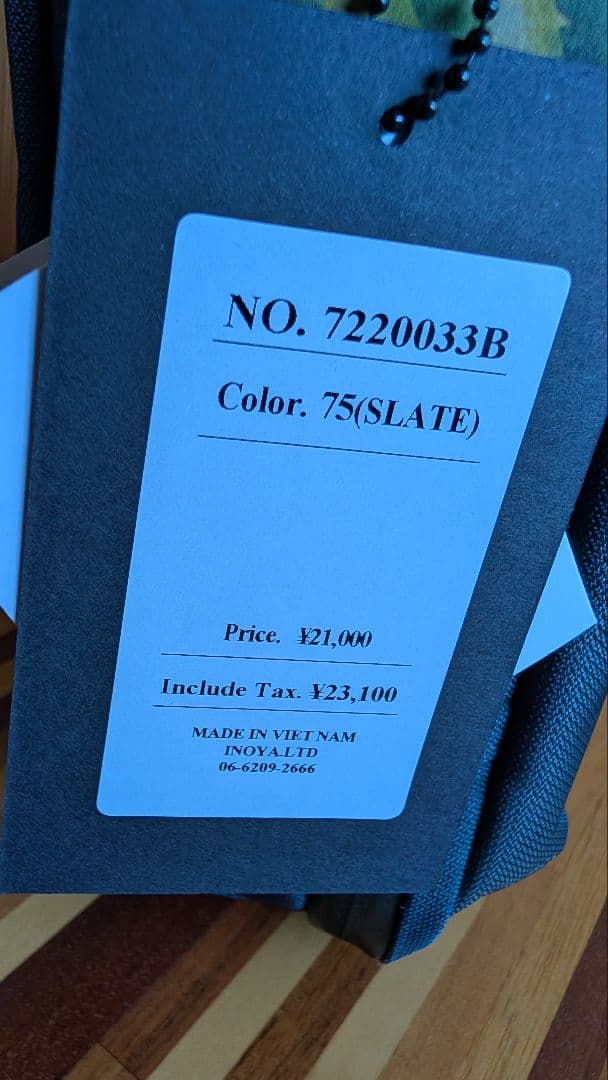 NO. 7220033B
Color. 75(SLATE)
Price. ¥21,000
Include Tax. ¥23,100
MADE IN VIET NAM
INOYA.LTD
06-6209-2666